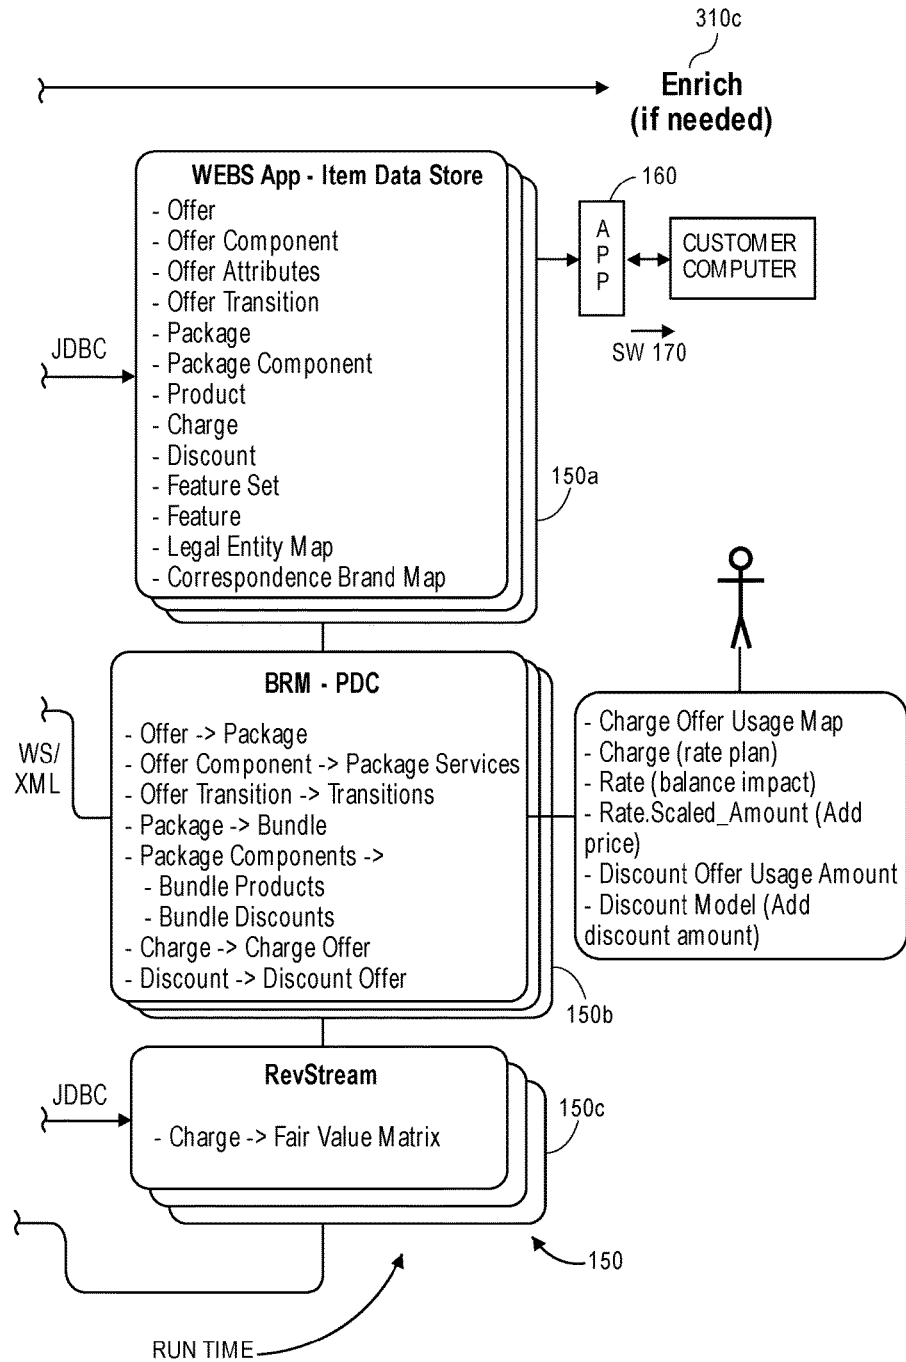 310c
Enrich
(if needed)
WEBS App - Item Data Store
- Offer
- Offer Component
- Offer Attributes
- Offer Transition
- Package
- Package Component
- Product
- Charge
- Discount
- Feature Set
- Feature
- Legal Entity Map
- Correspondence Brand Map
JDBC
160
A
P
P
CUSTOMER
COMPUTER
SW 170
150a
BRM - PDC
- Offer -> Package
- Offer Component -> Package Services
- Offer Transition -> Transitions
- Package -> Bundle
- Package Components ->
- Bundle Products
- Bundle Discounts
- Charge -> Charge Offer
- Discount -> Discount Offer
WS/
XML
- Charge Offer Usage Map
- Charge (rate plan)
- Rate (balance impact)
- Rate.Scaled_Amount (Add
price)
- Discount Offer Usage Amount
- Discount Model (Add
discount amount)
150b
RevStream
- Charge -> Fair Value Matrix
JDBC
150c
150
RUN TIME